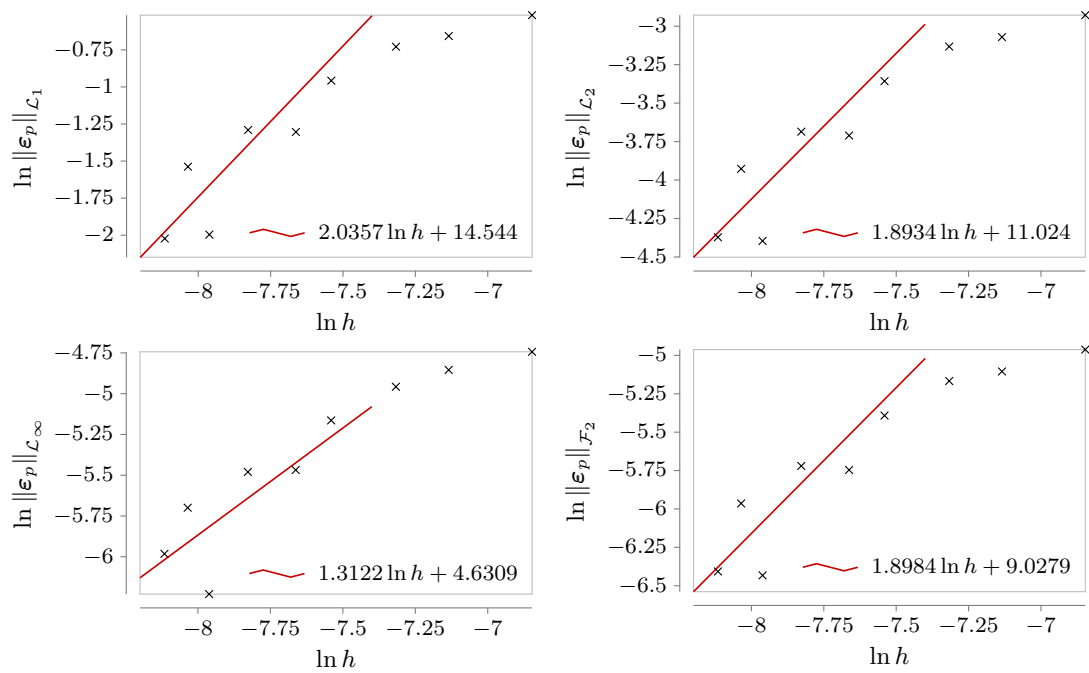 −0.75
−1
−1.25
−1.5
−1.75
−2
ln ‖ε_p‖_{ℒ_1}
2.0357 ln h + 14.544
−8 −7.75 −7.5 −7.25 −7
ln h
−3
−3.25
−3.5
−3.75
−4
−4.25
−4.5
ln ‖ε_p‖_{ℒ_2}
1.8934 ln h + 11.024
−8 −7.75 −7.5 −7.25 −7
ln h
−4.75
−5
−5.25
−5.5
−5.75
−6
ln ‖ε_p‖_{ℒ_∞}
1.3122 ln h + 4.6309
−8 −7.75 −7.5 −7.25 −7
ln h
−5
−5.25
−5.5
−5.75
−6
−6.25
−6.5
ln ‖ε_p‖_{ℱ_2}
1.8984 ln h + 9.0279
−8 −7.75 −7.5 −7.25 −7
ln h